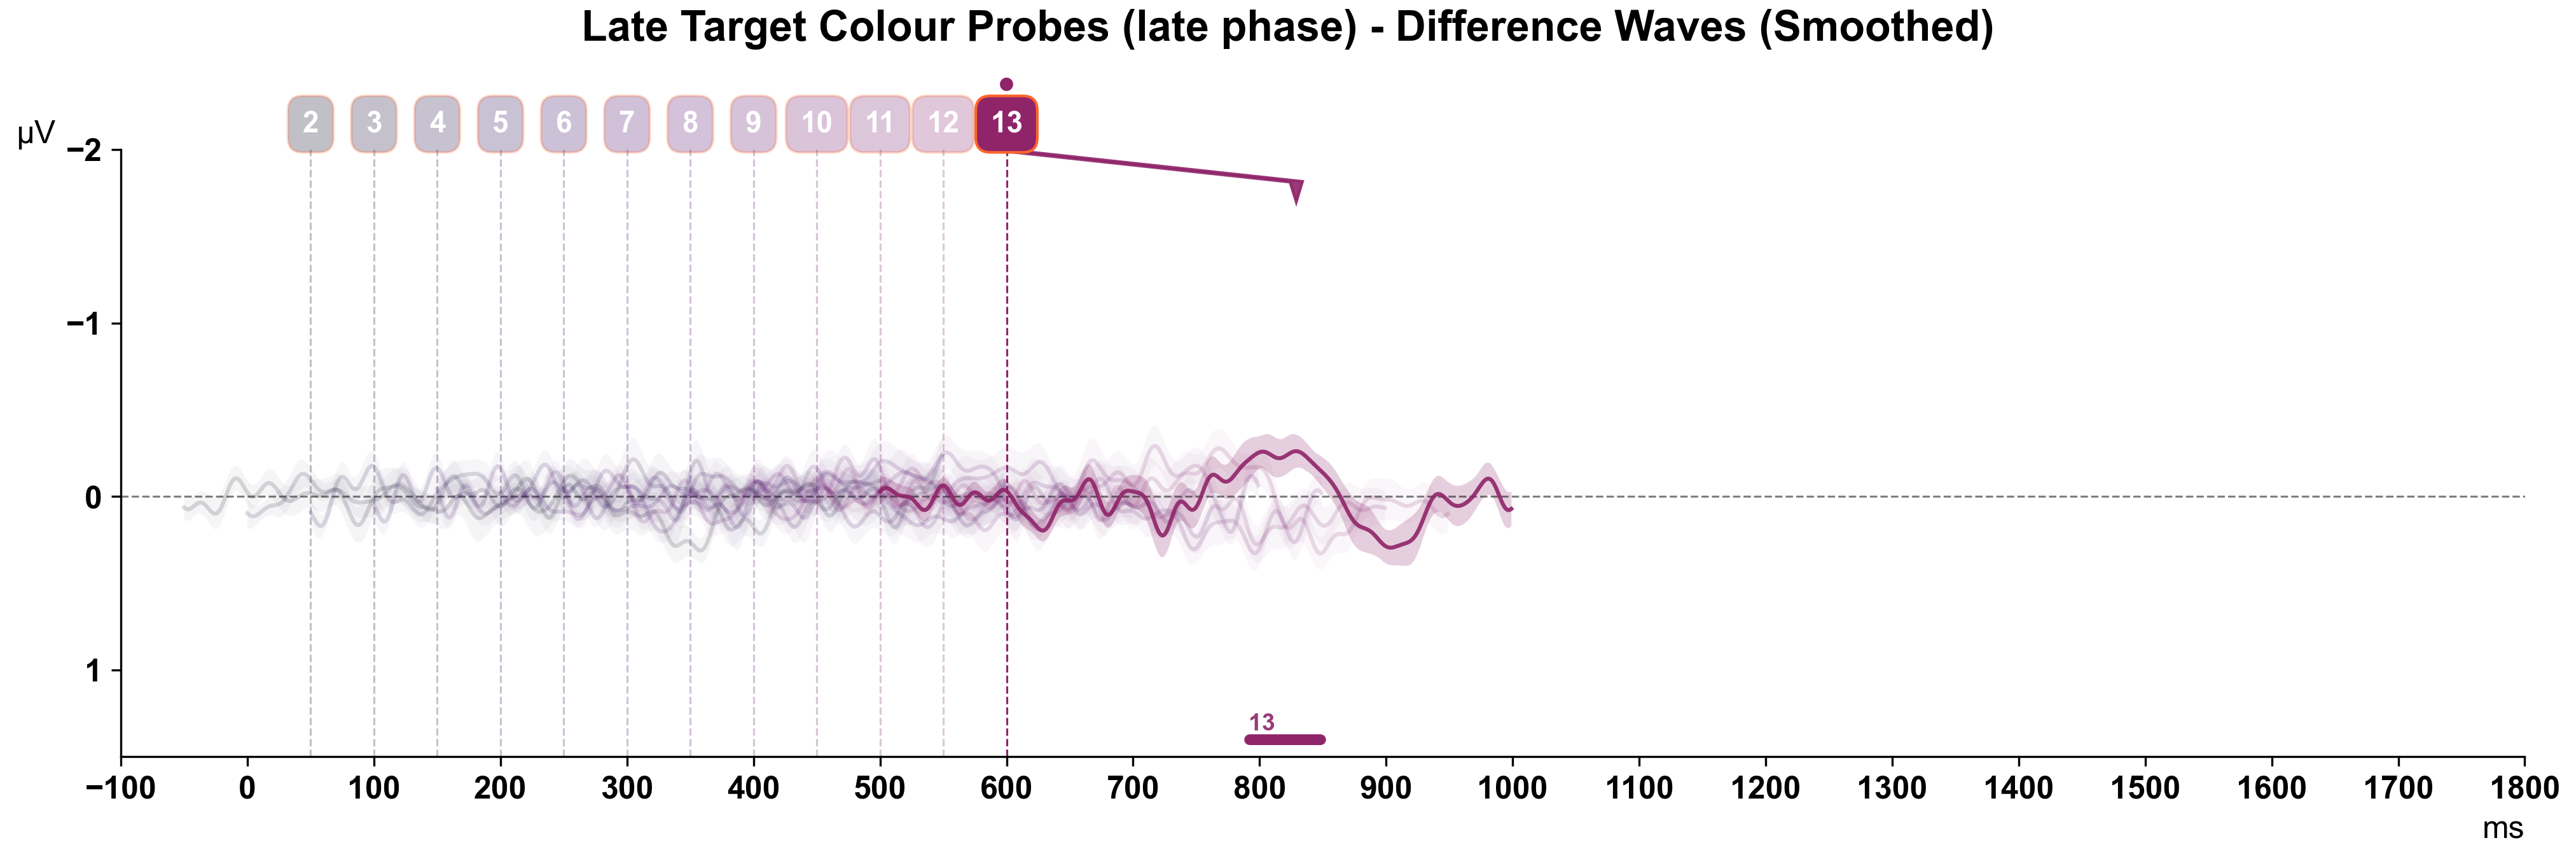 Late Target Colour Probes (late phase) - Difference Waves (Smoothed)
2 3 4 5 6 7 8 9 10 11 12 13
µV
−2
−1
0
1
13
−100 0 100 200 300 400 500 600 700 800 900 1000 1100 1200 1300 1400 1500 1600 1700 1800
ms